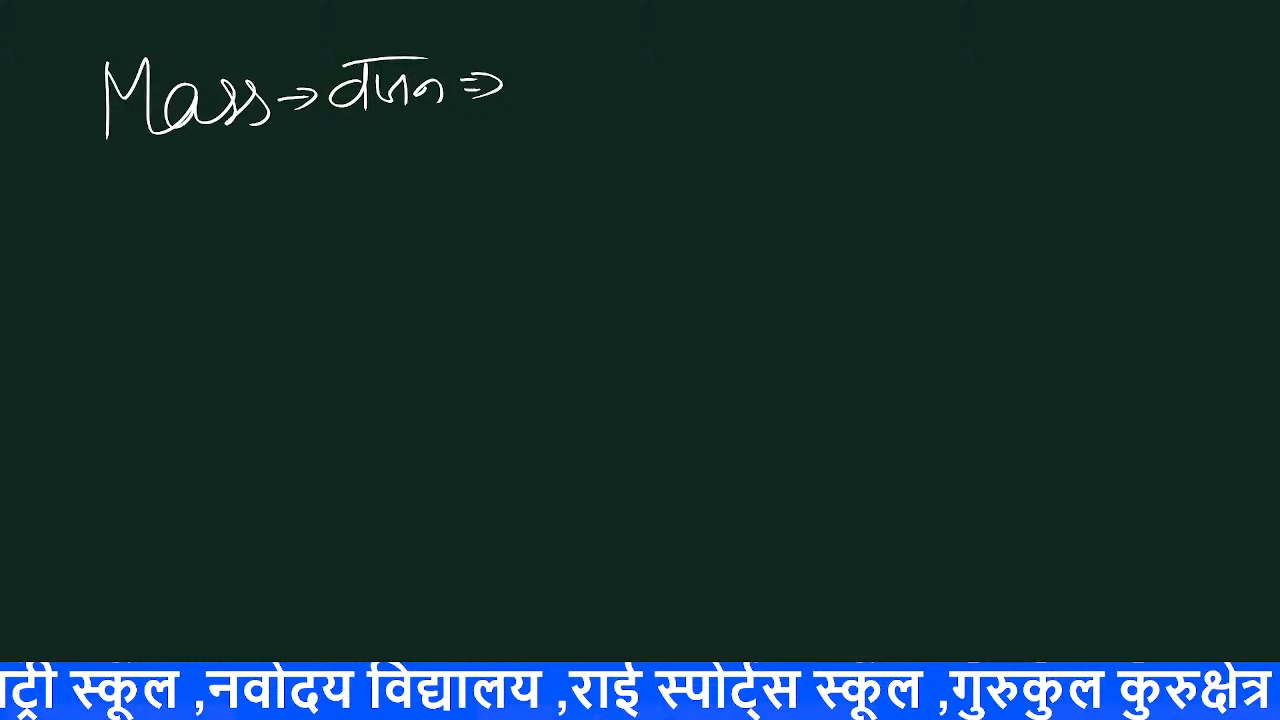 Mass → वजन ⇒
ट्री स्कूल ,नवोदय विद्यालय ,राई स्पोर्ट्स स्कूल ,गुरुकुल कुरुक्षेत्र